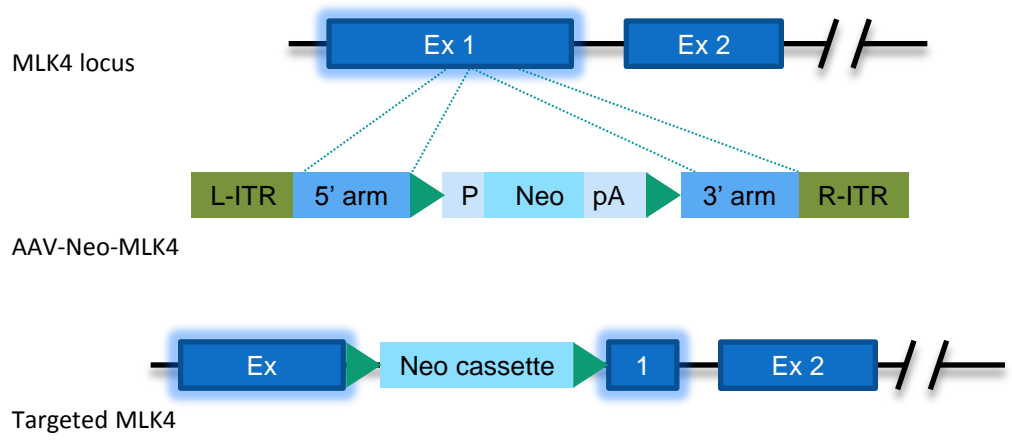 Ex 1 Ex 2
MLK4 locus
L-ITR 5’ arm P Neo pA 3’ arm R-ITR
AAV-Neo-MLK4
Ex Neo cassette 1 Ex 2
Targeted MLK4